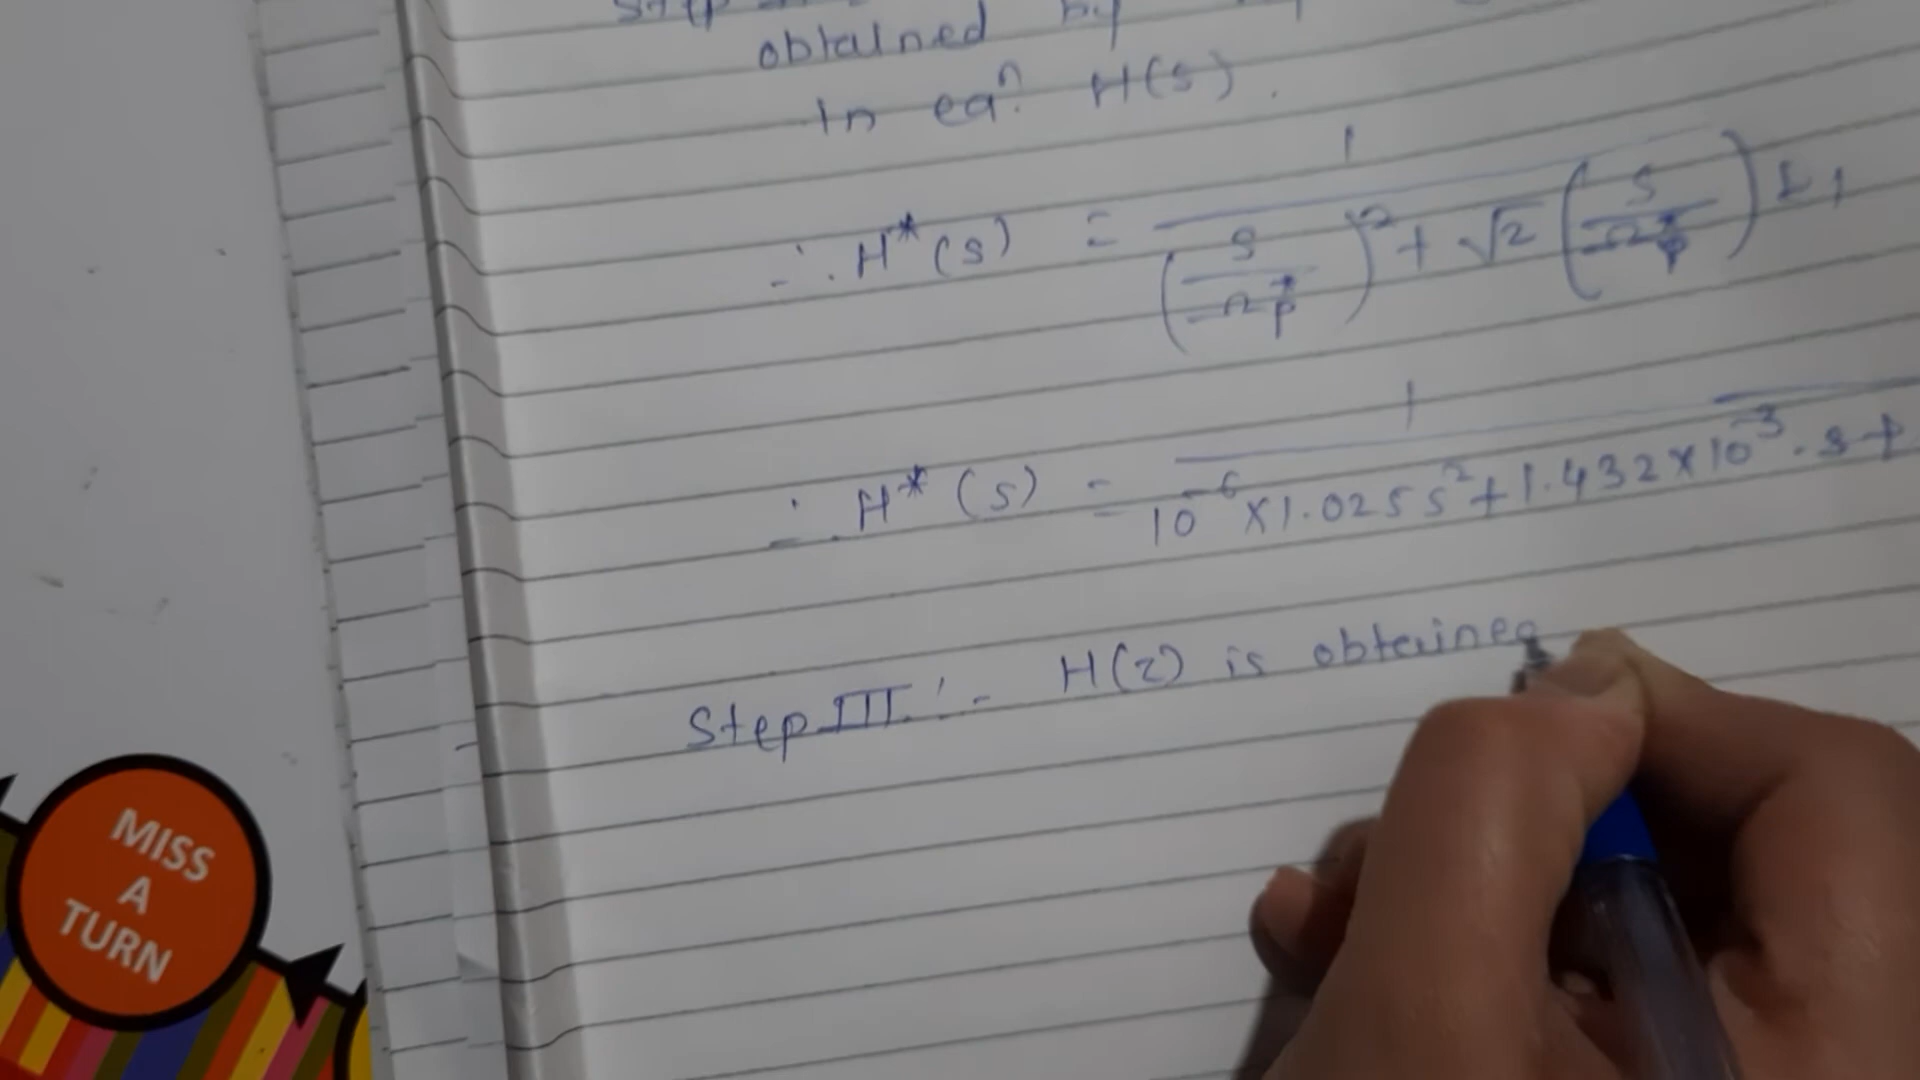 Step
obtained by
In eqⁿ. H(s).
∴ H*(s) = 1 / ((s/Ωp*)² + √2 (s/Ωp*) + 1
∴ H*(s) = 1 / 10⁻⁶ × 1.025 s² + 1.432 × 10⁻³ . s +
Step III :- H(z) is obtained
MISS
A
TURN